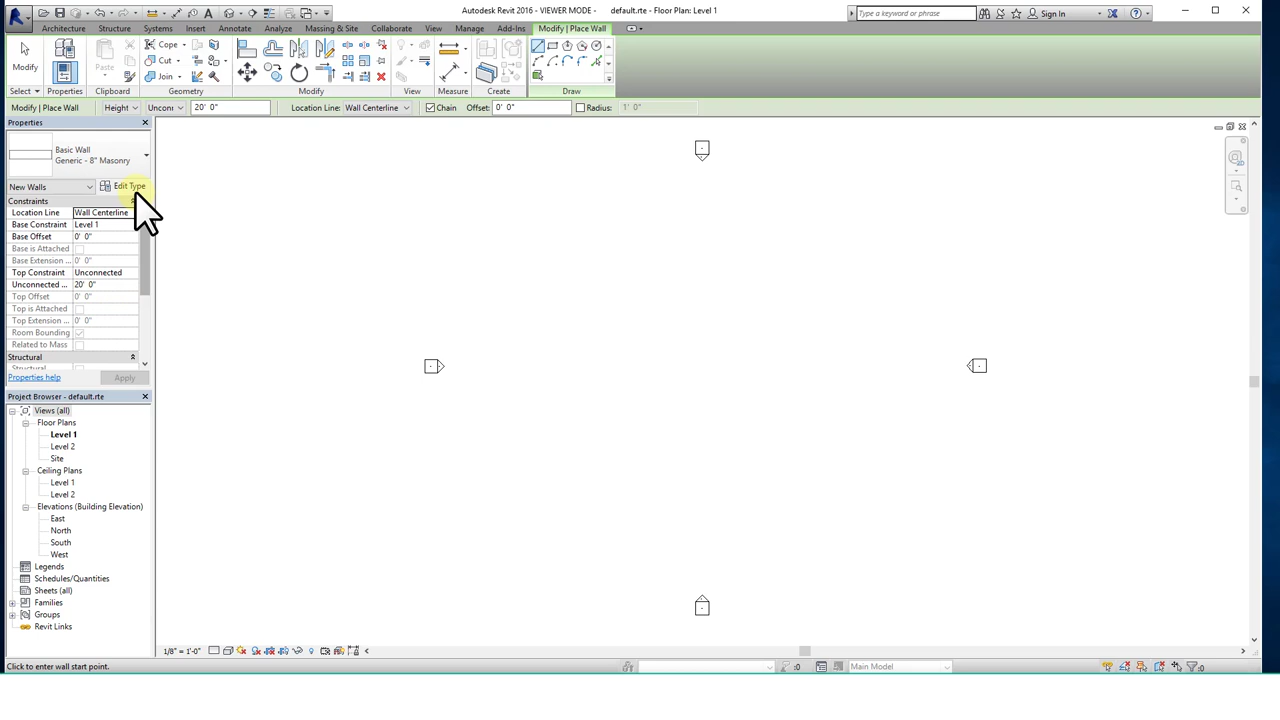 Autodesk Revit 2016 - VIEWER MODE - default.rte - Floor Plan: Level 1
Type a keyword or phrase
Sign In
Architecture Structure Systems Insert Annotate Analyze Massing & Site Collaborate View Manage Add-Ins Modify | Place Wall
Modify
Paste
Cope
Cut
Join
Select Properties Clipboard Geometry Modify View Measure Create Draw
Modify | Place Wall Height Unconi 20' 0" Location Line: Wall Centerline Chain Offset: 0' 0" Radius: 1' 0"
Properties
Basic Wall
Generic - 8" Masonry
New Walls Edit Type
Constraints
Location Line Wall Centerline
Base Constraint Level 1
Base Offset 0' 0"
Base is Attached
Base Extension ... 0' 0"
Top Constraint Unconnected
Unconnected ... 20' 0"
Top Offset 0' 0"
Top is Attached
Top Extension ... 0' 0"
Room Bounding
Related to Mass
Structural
Structural
Properties help Apply
Project Browser - default.rte
Views (all)
Floor Plans
Level 1
Level 2
Site
Ceiling Plans
Level 1
Level 2
Elevations (Building Elevation)
East
North
South
West
Legends
Schedules/Quantities
Sheets (all)
Families
Groups
Revit Links
1/8" = 1'-0"
Click to enter wall start point. :0 Main Model :0